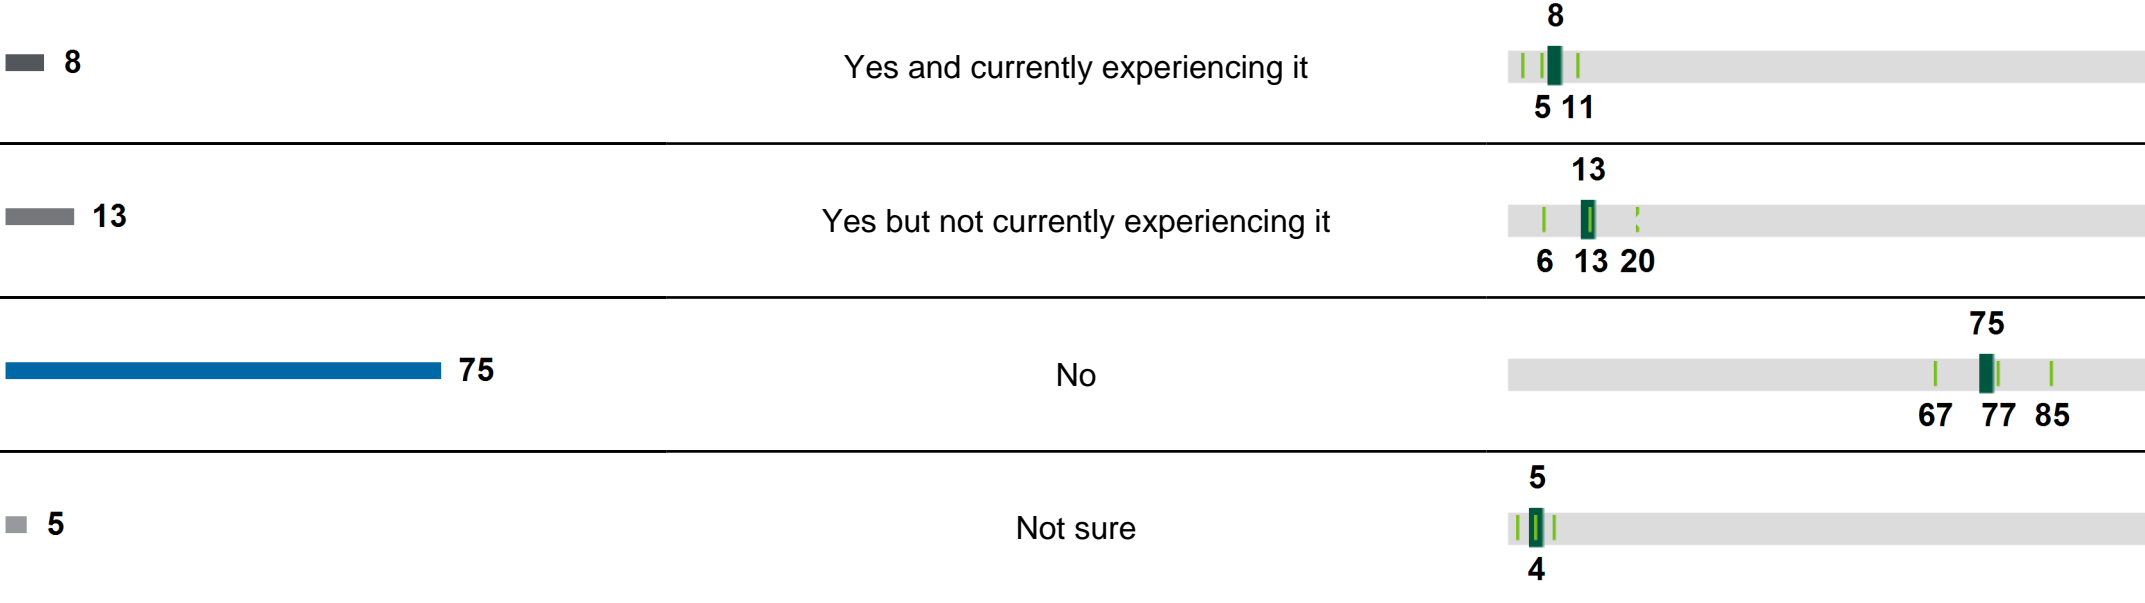 8
8 Yes and currently experiencing it
5 11
13
13 Yes but not currently experiencing it
6 13 20
75
75 No
67 77 85
5
5 Not sure
4